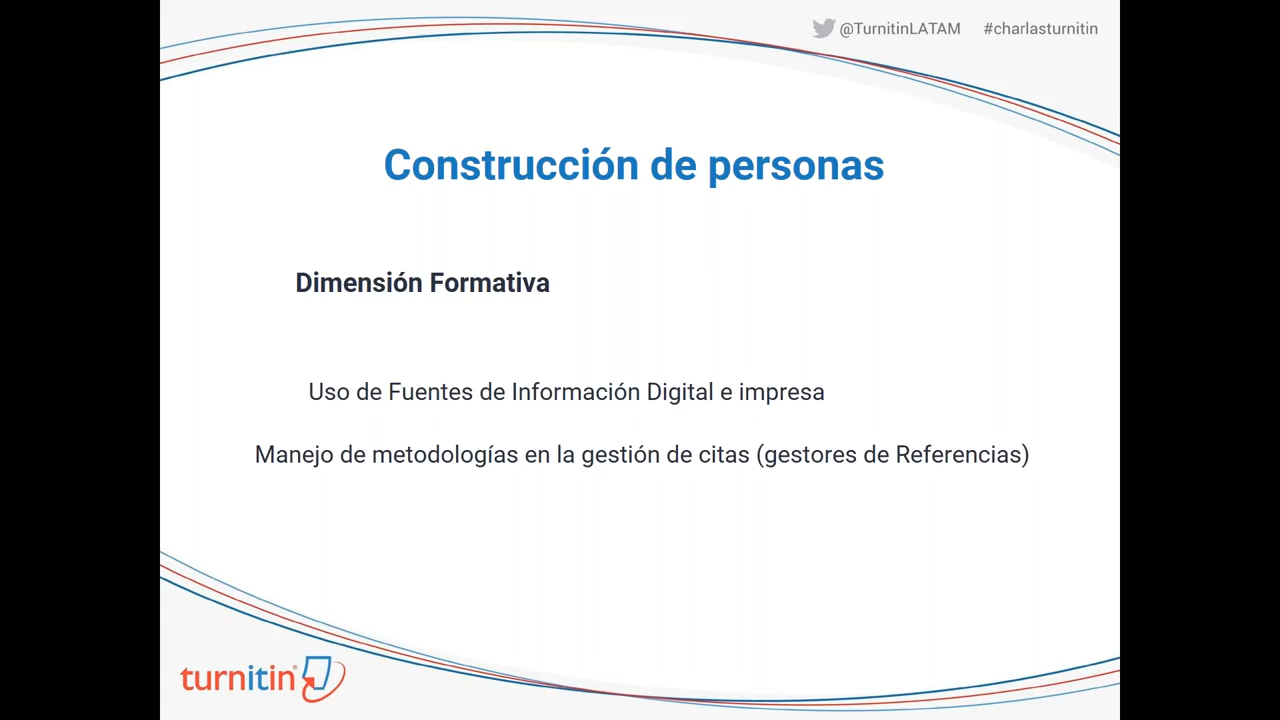 @TurnitinLATAM #charlasturnitin
Construcción de personas
Dimensión Formativa
Uso de Fuentes de Información Digital e impresa
Manejo de metodologías en la gestión de citas (gestores de Referencias)
turnitin